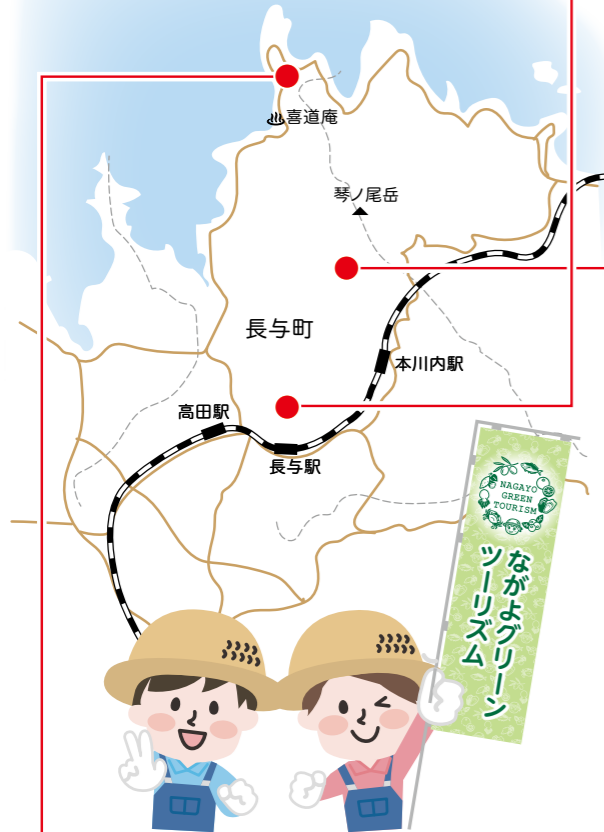 喜道庵
琴ノ尾岳
長与町
本川内駅
高田駅
長与駅
NAGAYO
GREEN
TOURISM
ながよグリーン
ツーリズム